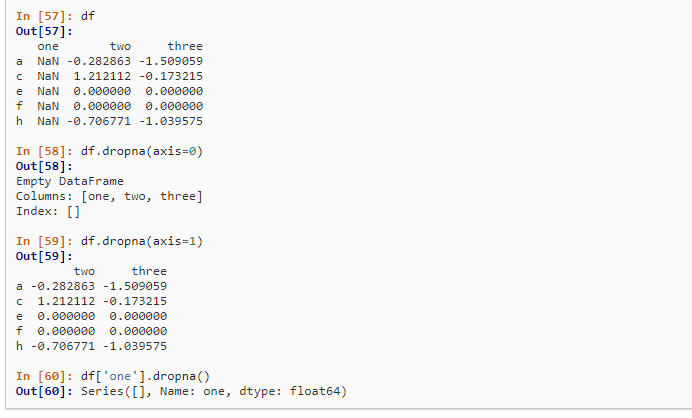 In [57]: df
Out[57]:
   one       two     three
a  NaN -0.282863 -1.509059
c  NaN  1.212112 -0.173215
e  NaN  0.000000  0.000000
f  NaN  0.000000  0.000000
h  NaN -0.706771 -1.039575
In [58]: df.dropna(axis=0)
Out[58]:
Empty DataFrame
Columns: [one, two, three]
Index: []
In [59]: df.dropna(axis=1)
Out[59]:
        two     three
a -0.282863 -1.509059
c  1.212112 -0.173215
e  0.000000  0.000000
f  0.000000  0.000000
h -0.706771 -1.039575
In [60]: df['one'].dropna()
Out[60]: Series([], Name: one, dtype: float64)